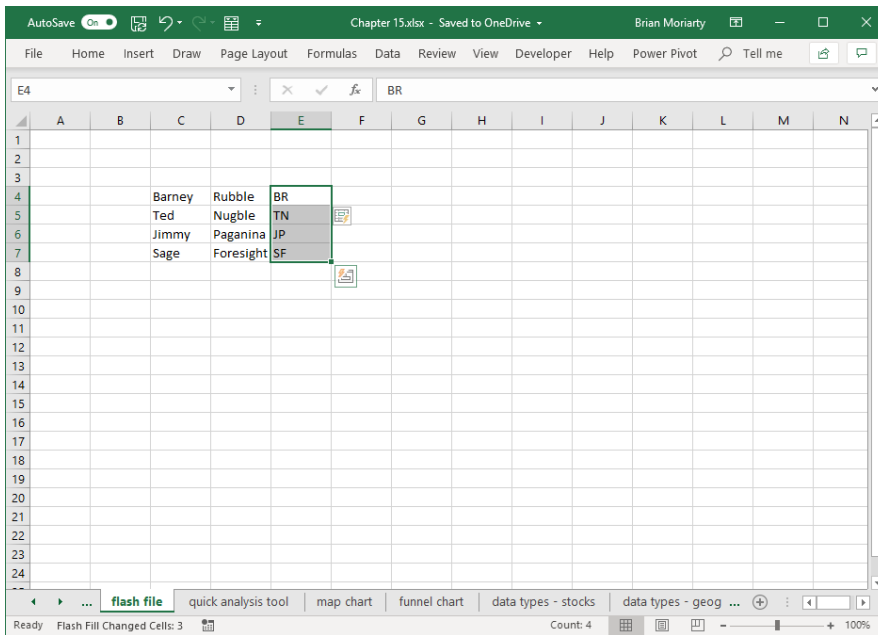 AutoSave On Chapter 15.xlsx - Saved to OneDrive Brian Moriarty
File Home Insert Draw Page Layout Formulas Data Review View Developer Help Power Pivot Tell me
E4 fx BR
A B C D E F G H I J K L M N
1
2
3
4 Barney Rubble BR
5 Ted Nugble TN
6 Jimmy Paganina JP
7 Sage Foresight SF
8
9
10
11
12
13
14
15
16
17
18
19
20
21
22
23
24
... flash file quick analysis tool map chart funnel chart data types - stocks data types - geog ...
Ready Flash Fill Changed Cells: 3 Count: 4 100%